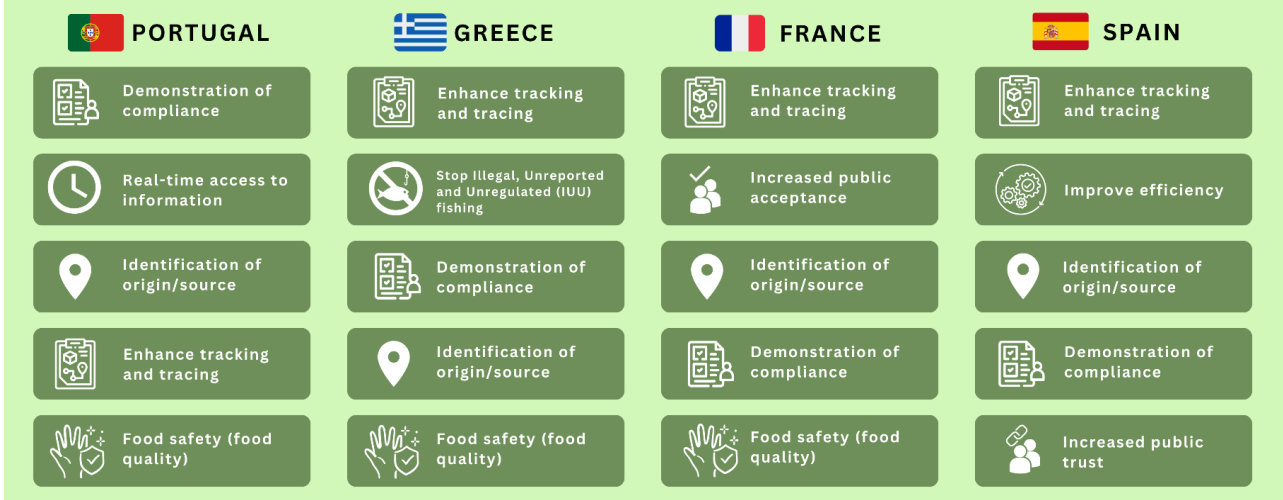 PORTUGAL
Demonstration of
compliance
Real-time access to
information
Identification of
origin/source
Enhance tracking
and tracing
Food safety (food
quality)
GREECE
Enhance tracking
and tracing
Stop Illegal, Unreported
and Unregulated (IUU)
fishing
Demonstration of
compliance
Identification of
origin/source
Food safety (food
quality)
FRANCE
Enhance tracking
and tracing
Increased public
acceptance
Identification of
origin/source
Demonstration of
compliance
Food safety (food
quality)
SPAIN
Enhance tracking
and tracing
Improve efficiency
Identification of
origin/source
Demonstration of
compliance
Increased public
trust